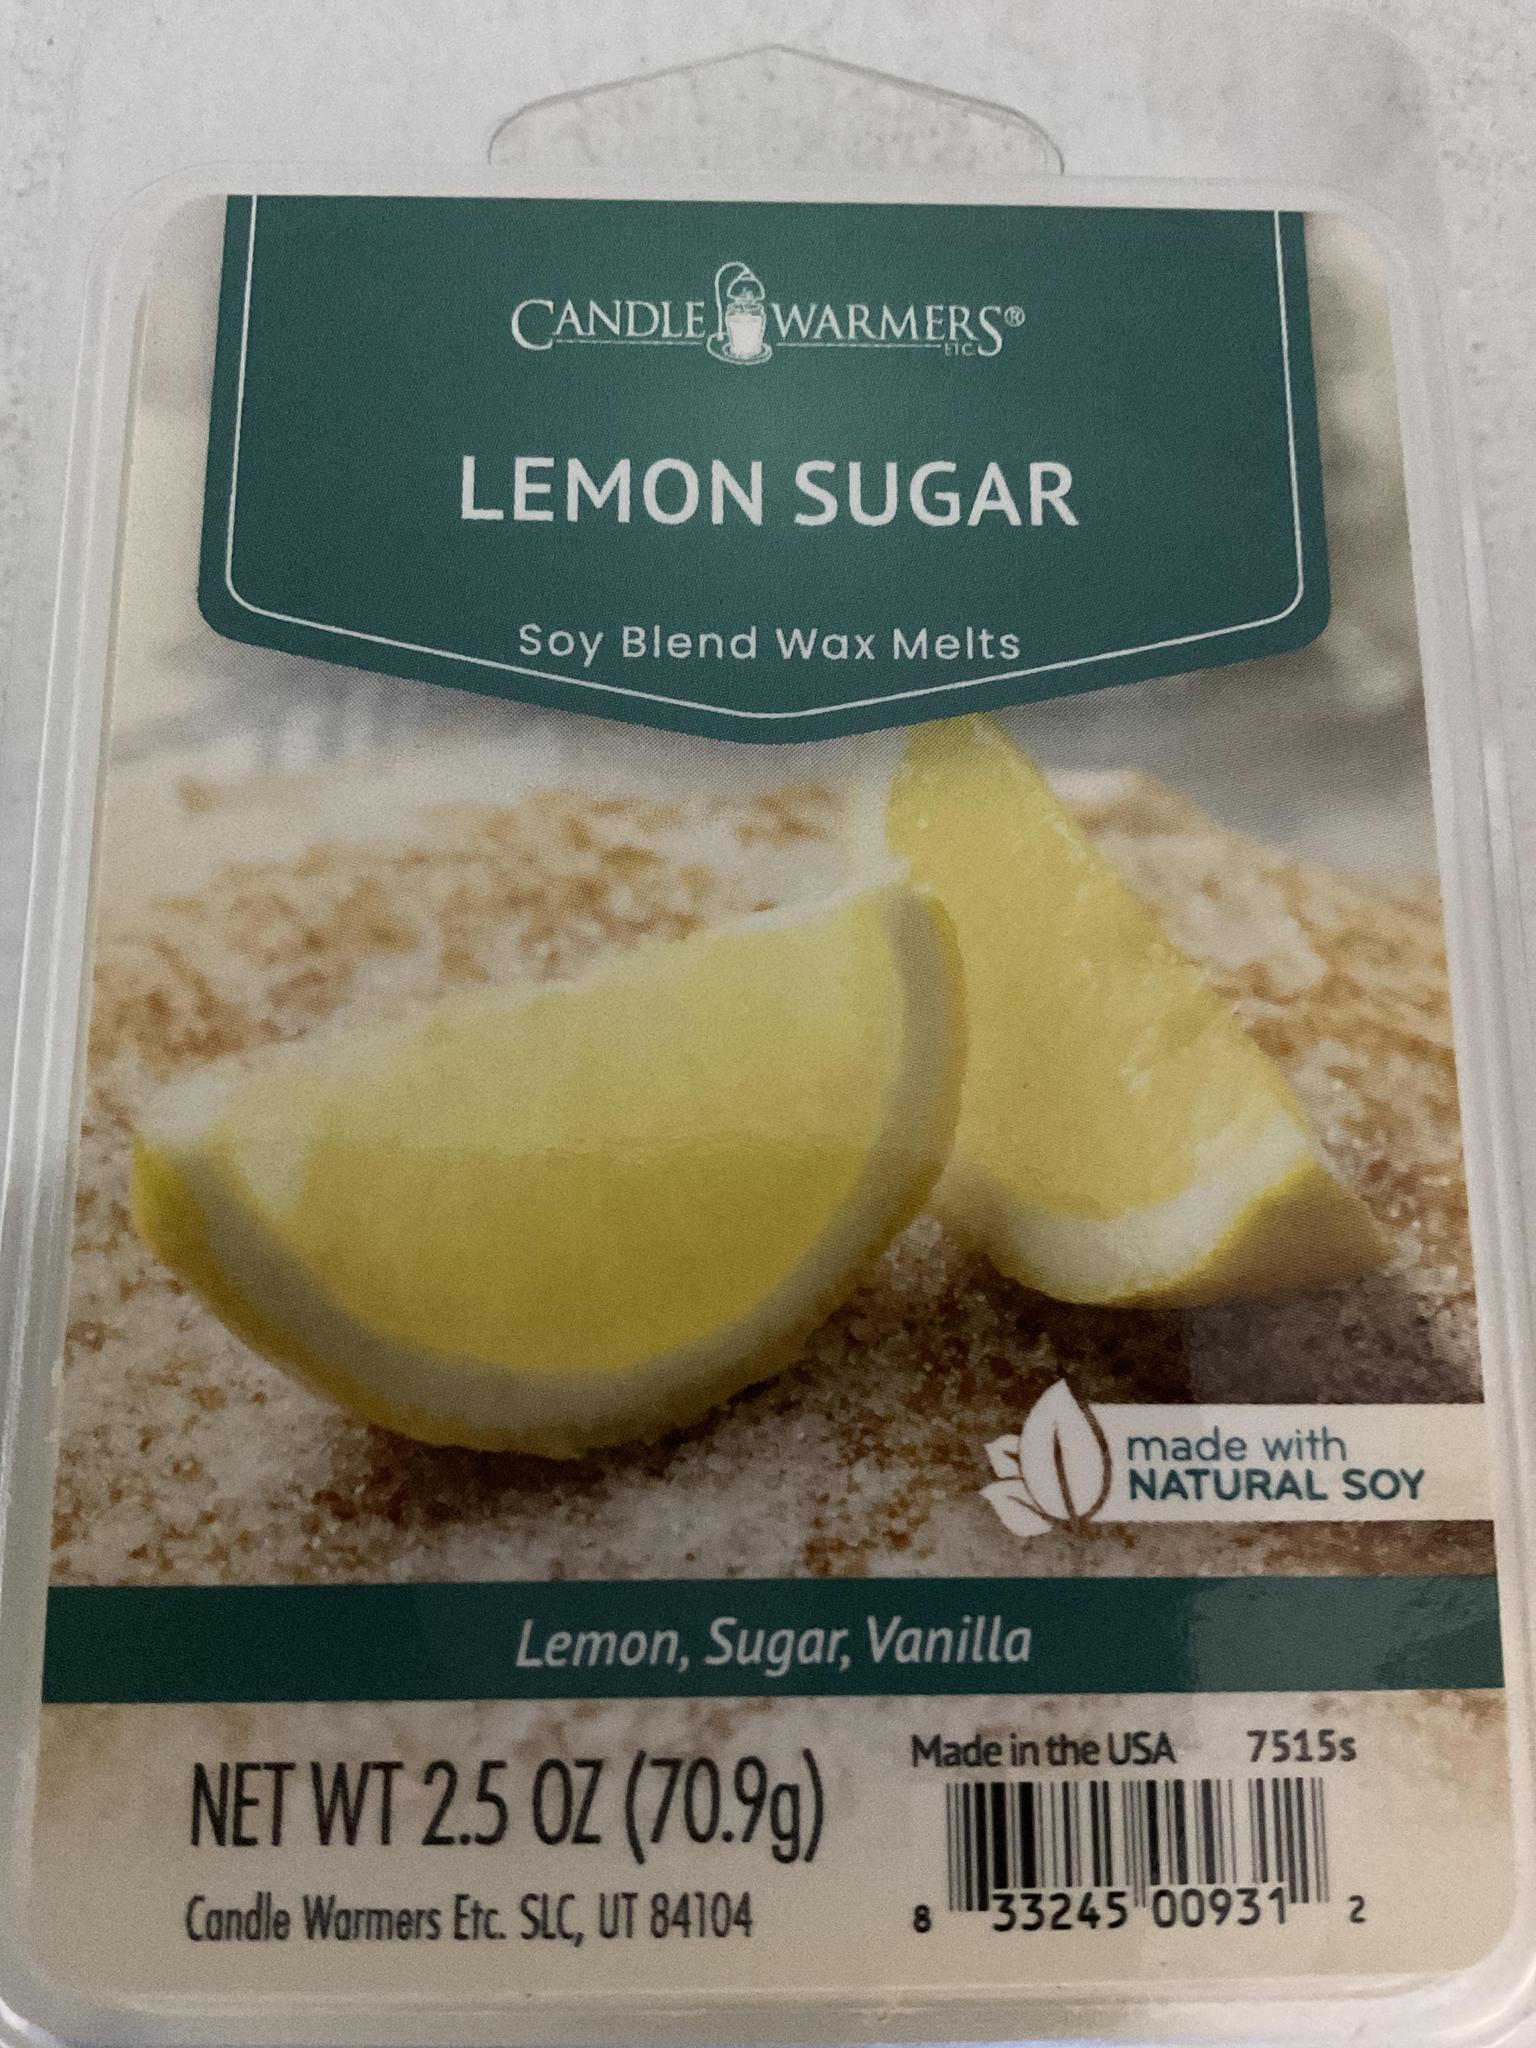 CANDLE WARMERS®
ETC.
LEMON SUGAR
Soy Blend Wax Melts
made with
NATURAL SOY
Lemon, Sugar, Vanilla
Made in the USA 7515s
NET WT 2.5 OZ (70.9g)
Candle Warmers Etc. SLC, UT 84104
8 33245 00931 2